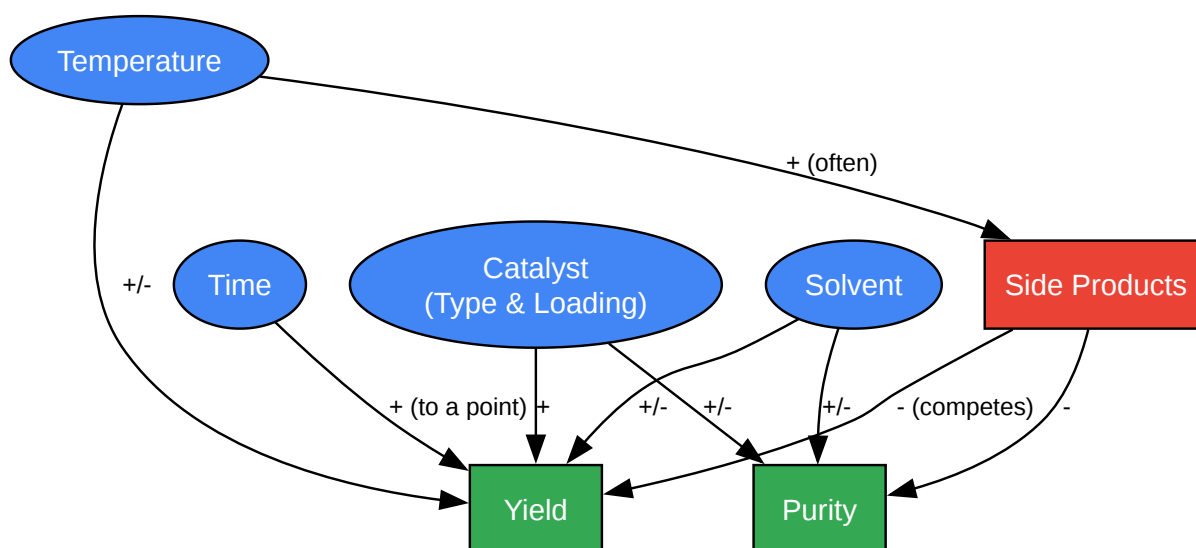 Temperature
+ (often)
+/-
Time
Catalyst
(Type & Loading)
Solvent
Side Products
+ (to a point)
+
+/-
+/-
+/-
- (competes)
-
Yield
Purity